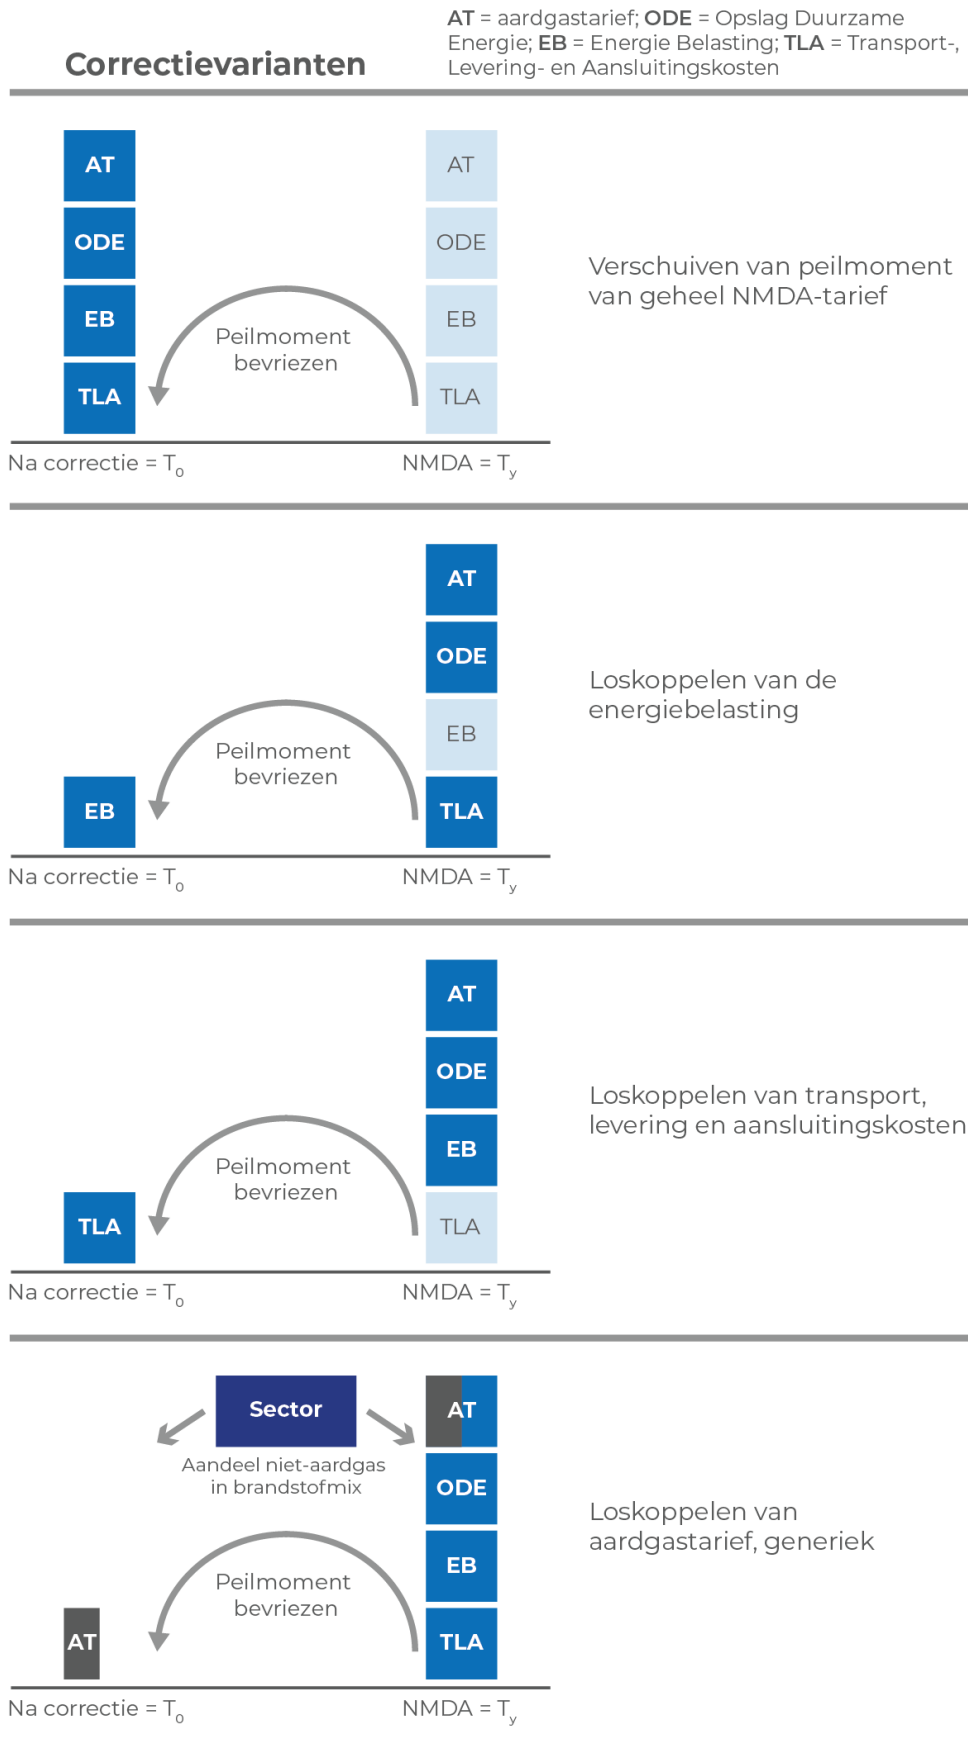 Correctievarianten
AT = aardgastarief; ODE = Opslag Duurzame
Energie; EB = Energie Belasting; TLA = Transport-,
Levering- en Aansluitingskosten
AT
ODE
EB
TLA
Peilmoment
bevriezen
AT
ODE
EB
TLA
Verschuiven van peilmoment
van geheel NMDA-tarief
Na correctie = T₀
NMDA = Tᵧ
EB
Peilmoment
bevriezen
AT
ODE
EB
TLA
Loskoppelen van de
energiebelasting
Na correctie = T₀
NMDA = Tᵧ
TLA
Peilmoment
bevriezen
AT
ODE
EB
TLA
Loskoppelen van transport,
levering en aansluitingskosten
Na correctie = T₀
NMDA = Tᵧ
Sector
Aandeel niet-aardgas
in brandstofmix
Peilmoment
bevriezen
AT
AT
ODE
EB
TLA
Loskoppelen van
aardgastarief, generiek
Na correctie = T₀
NMDA = Tᵧ